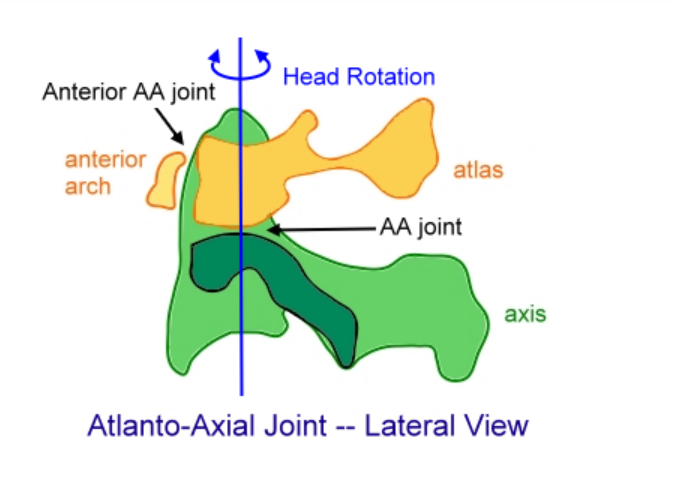 Head Rotation
Anterior AA joint
anterior
arch
atlas
AA joint
axis
Atlanto-Axial Joint -- Lateral View